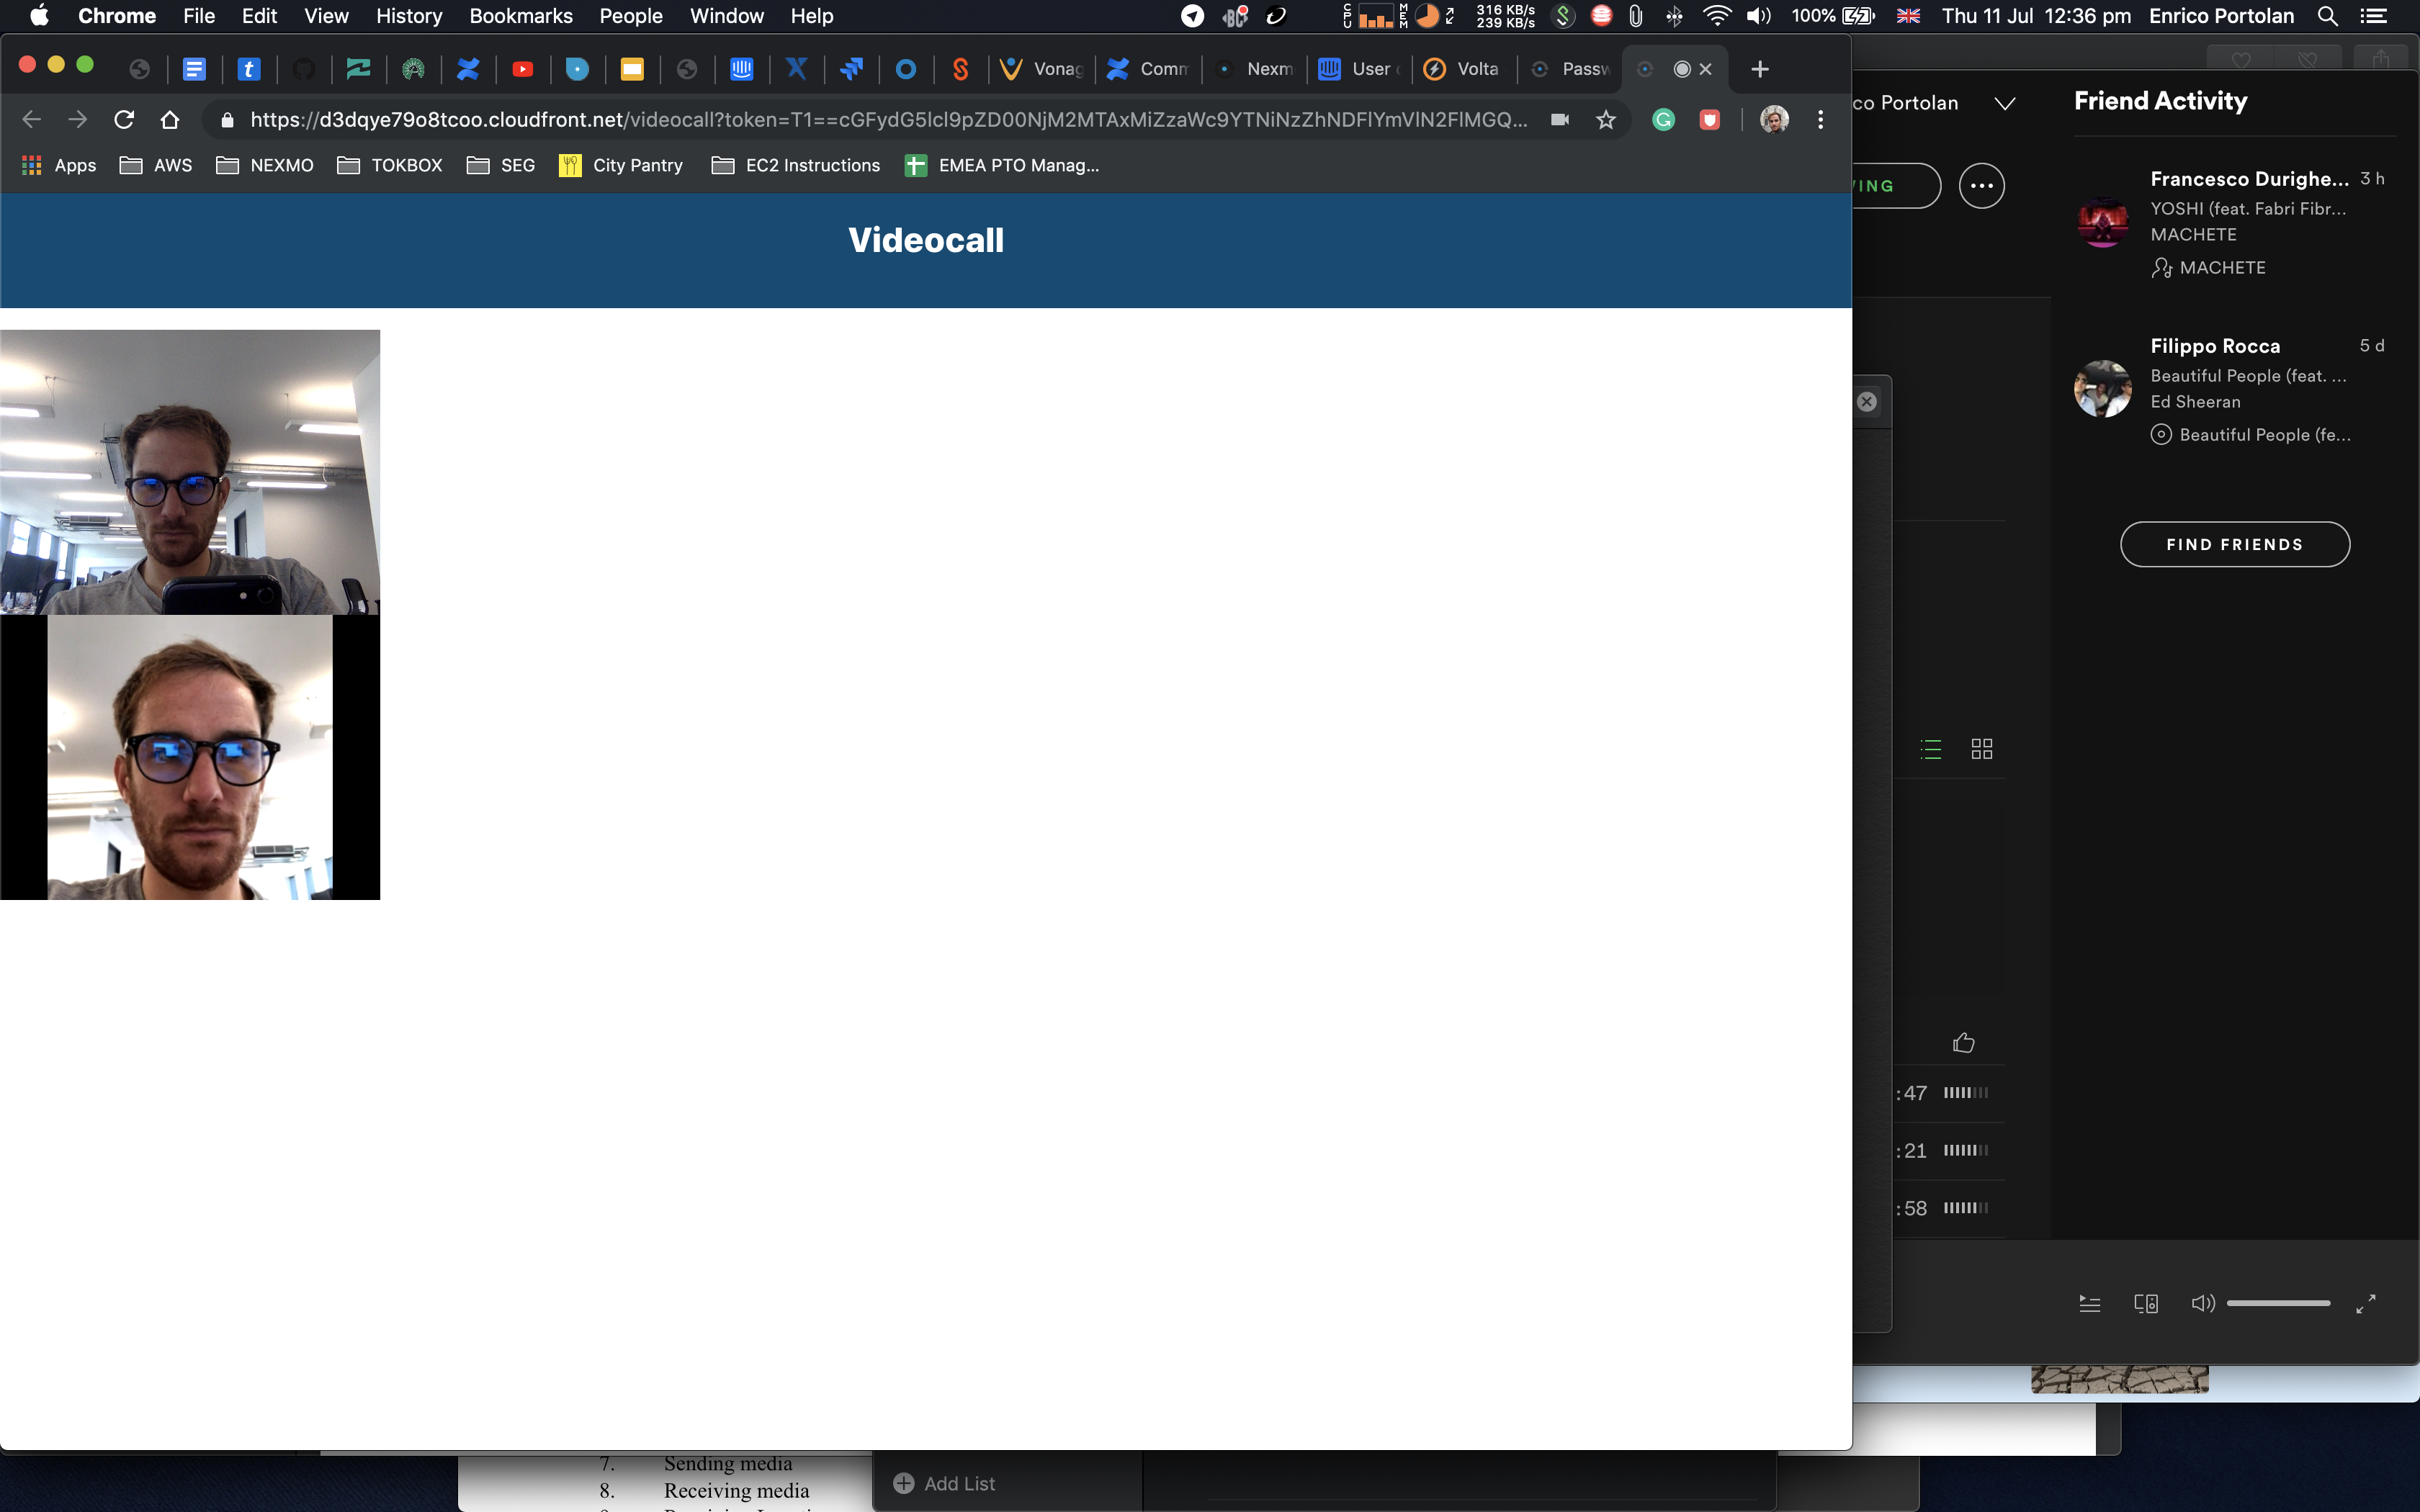 Chrome File Edit View History Bookmarks People Window Help
CPU MEM 316 KB/s
239 KB/s
100% Thu 11 Jul 12:36 pm Enrico Portolan
Vonag Comm Nexm User Volta Passw
https://d3dqye79o8tcoo.cloudfront.net/videocall?token=T1==cGFydG5lcl9pZD00NjM2MTAxMiZzaWc9YTNiNzZhNDFlYmVlN2FlMGQ...
Apps AWS NEXMO TOKBOX SEG City Pantry EC2 Instructions EMEA PTO Manag...
Videocall
co Portolan
Friend Activity
Francesco Durighe... 3 h
YOSHI (feat. Fabri Fibr...
MACHETE
MACHETE
Filippo Rocca 5 d
Beautiful People (feat. ...
Ed Sheeran
Beautiful People (fe...
FIND FRIENDS
:47
:21
:58
7. Sending media
8. Receiving media
Add List